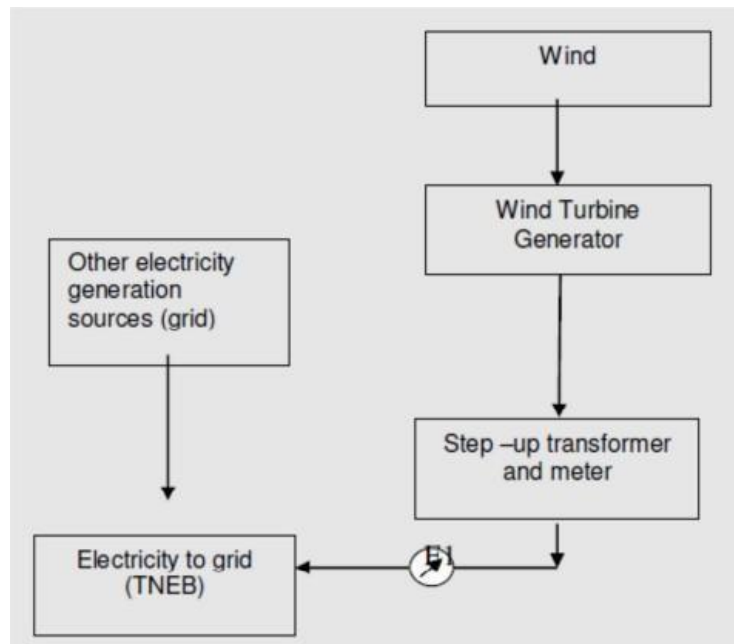 Wind
Wind Turbine
Generator
Other electricity
generation
sources (grid)
Step –up transformer
and meter
E1
Electricity to grid
(TNEB)